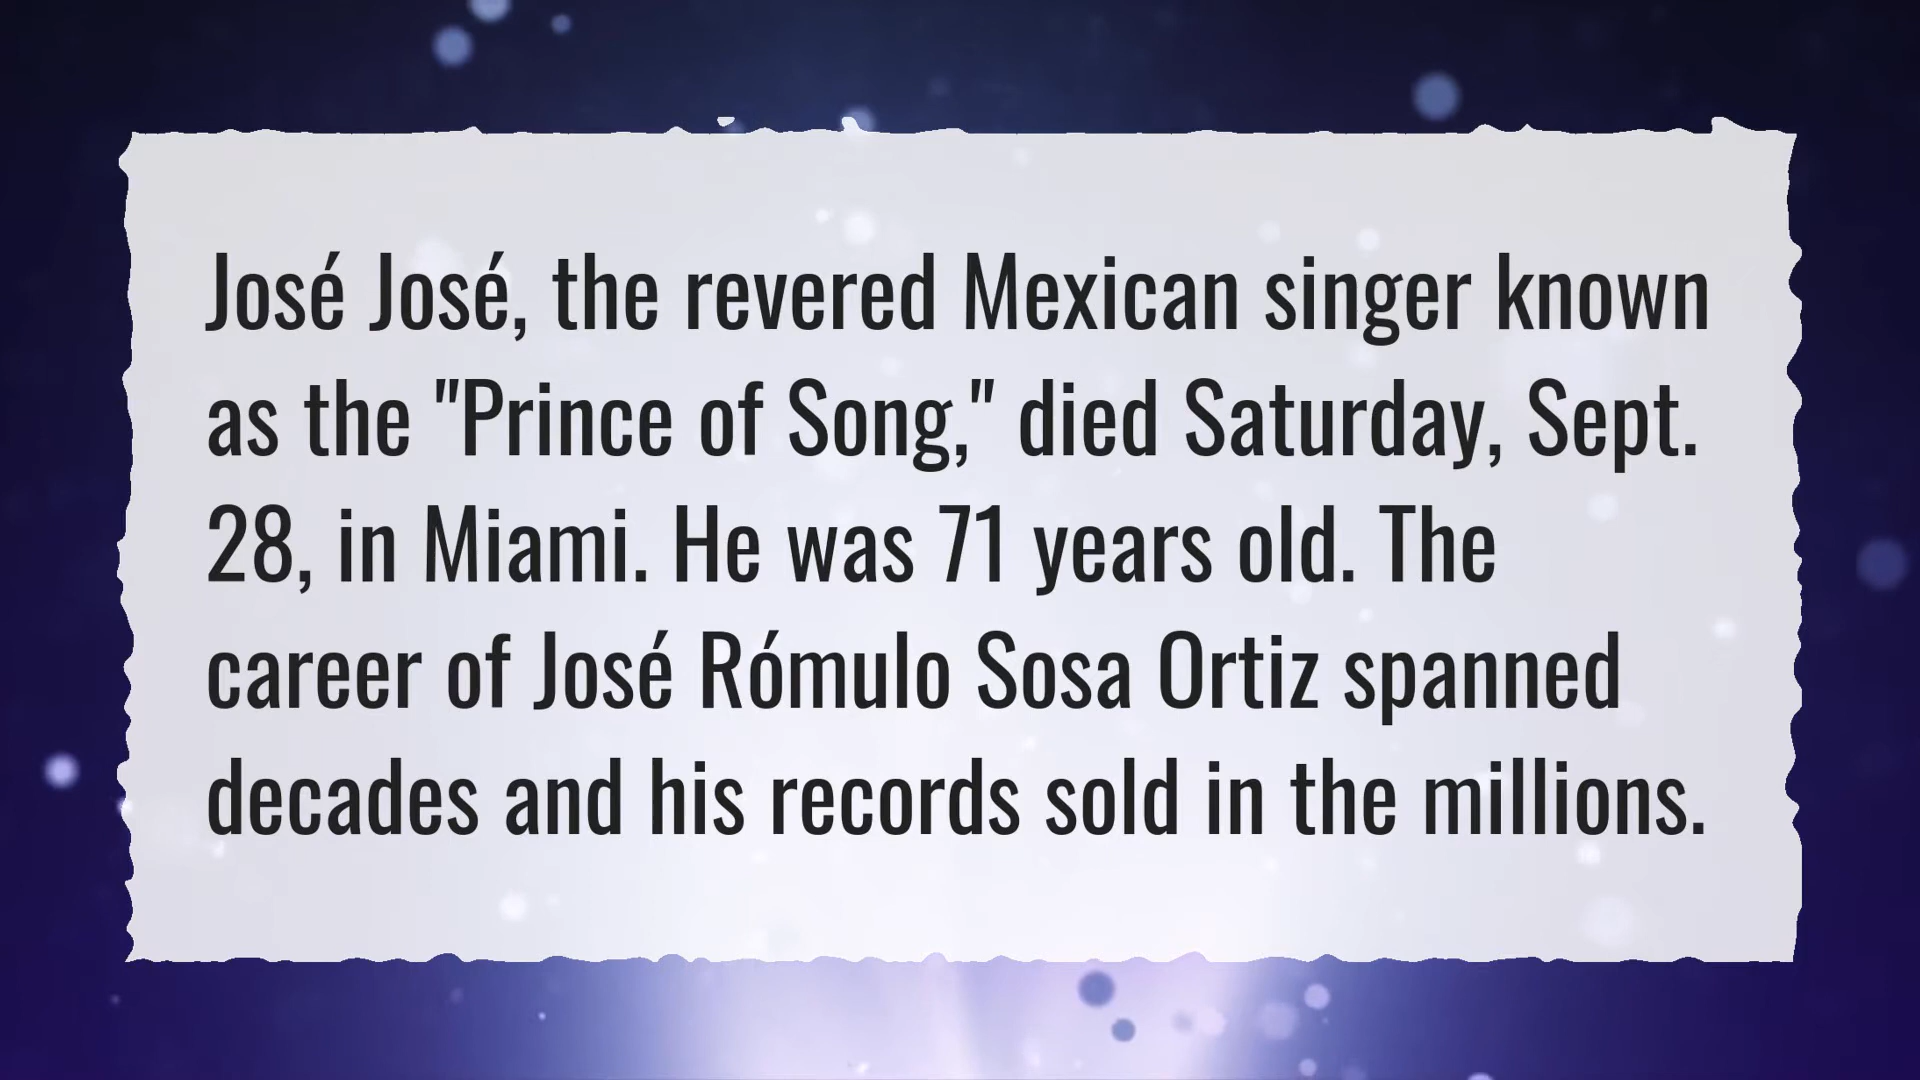 José José, the revered Mexican singer known
as the "Prince of Song," died Saturday, Sept.
28, in Miami. He was 71 years old. The
career of José Rómulo Sosa Ortiz spanned
decades and his records sold in the millions.